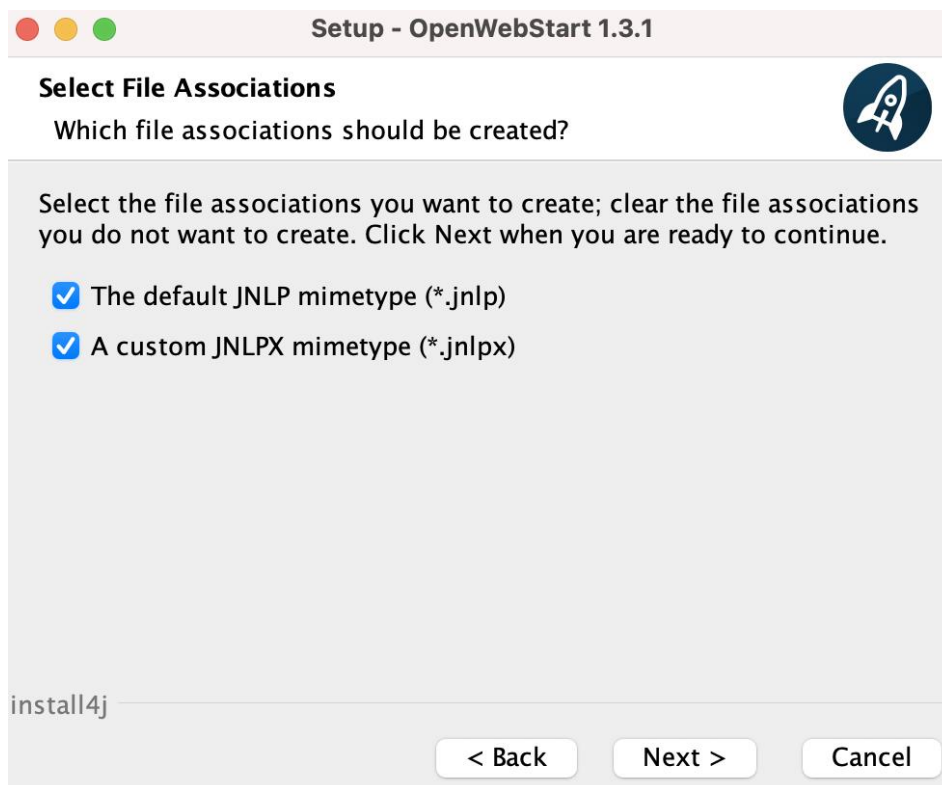 Setup - OpenWebStart 1.3.1
Select File Associations
Which file associations should be created?
Select the file associations you want to create; clear the file associations
you do not want to create. Click Next when you are ready to continue.
The default JNLP mimetype (*.jnlp)
A custom JNLPX mimetype (*.jnlpx)
install4j
< Back
Next >
Cancel